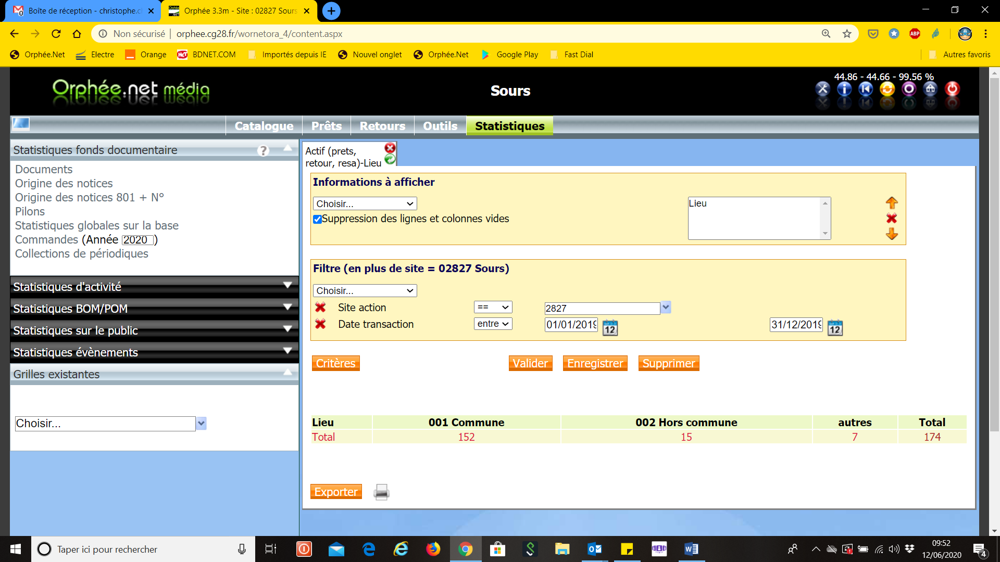 Boîte de réception - christophe.c
Orphée 3.3m - Site : 02827 Sours
Non sécurisé | orphee.cg28.fr/wornetora_4/content.aspx
ABP
Orphée.Net
Electre
Orange
BDNET.COM
Importés depuis IE
Nouvel onglet
Orphée.Net
Google Play
Fast Dial
Autres favoris
Orphée.net média
Sours
44.86 - 44.66 - 99.56 %
Catalogue
Prêts
Retours
Outils
Statistiques
Statistiques fonds documentaire
?
Documents
Origine des notices
Origine des notices 801 + N°
Pilons
Statistiques globales sur la base
Commandes (Année 2020)
Collections de périodiques
Statistiques d'activité
Statistiques BOM/POM
Statistiques sur le public
Statistiques évènements
Grilles existantes
Choisir...
Actif (prets,
retour, resa)-Lieu
Informations à afficher
Choisir...
Lieu
Suppression des lignes et colonnes vides
Filtre (en plus de site = 02827 Sours)
Choisir...
Site action == 2827
Date transaction entre 01/01/2019 12 31/12/2019 12
Critères
Valider
Enregistrer
Supprimer
Lieu 001 Commune 002 Hors commune autres Total
Total 152 15 7 174
Exporter
Taper ici pour rechercher
09:52
12/06/2020
4